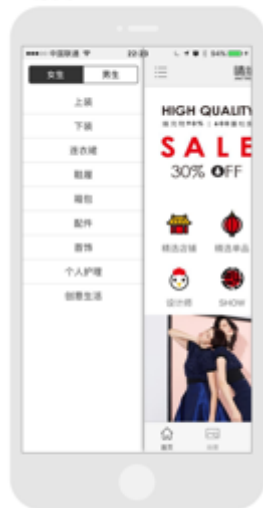 中国联通
54%
女生 男生
上装
下装
连衣裙
鞋履
箱包
配件
首饰
个人护理
创意生活
HIGH QUALITY
SALE
30% OFF
精选店铺 精选单品
设计师 SHOW
首页